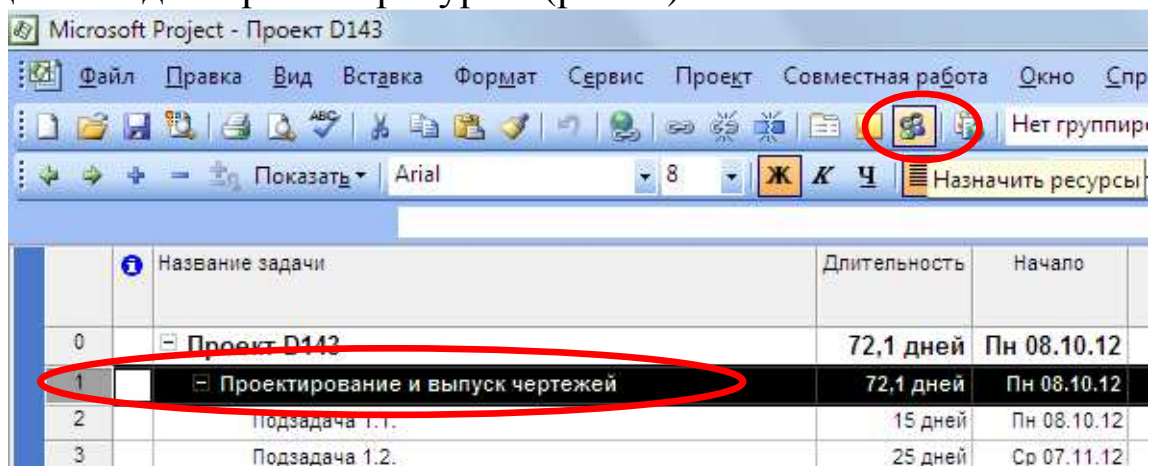 Microsoft Project - Проект D143
Файл Правка Вид Вставка Формат Сервис Проект Совместная работа Окно Спр
ABC Нет группир
Показать Arial 8 Ж К Ч Назначить ресурсы
Название задачи Длительность Начало
0 Проект D143 72,1 дней Пн 08.10.12
1 Проектирование и выпуск чертежей 72,1 дней Пн 08.10.12
2 Подзадача 1.1. 15 дней Пн 08.10.12
3 Подзадача 1.2. 25 дней Ср 07.11.12